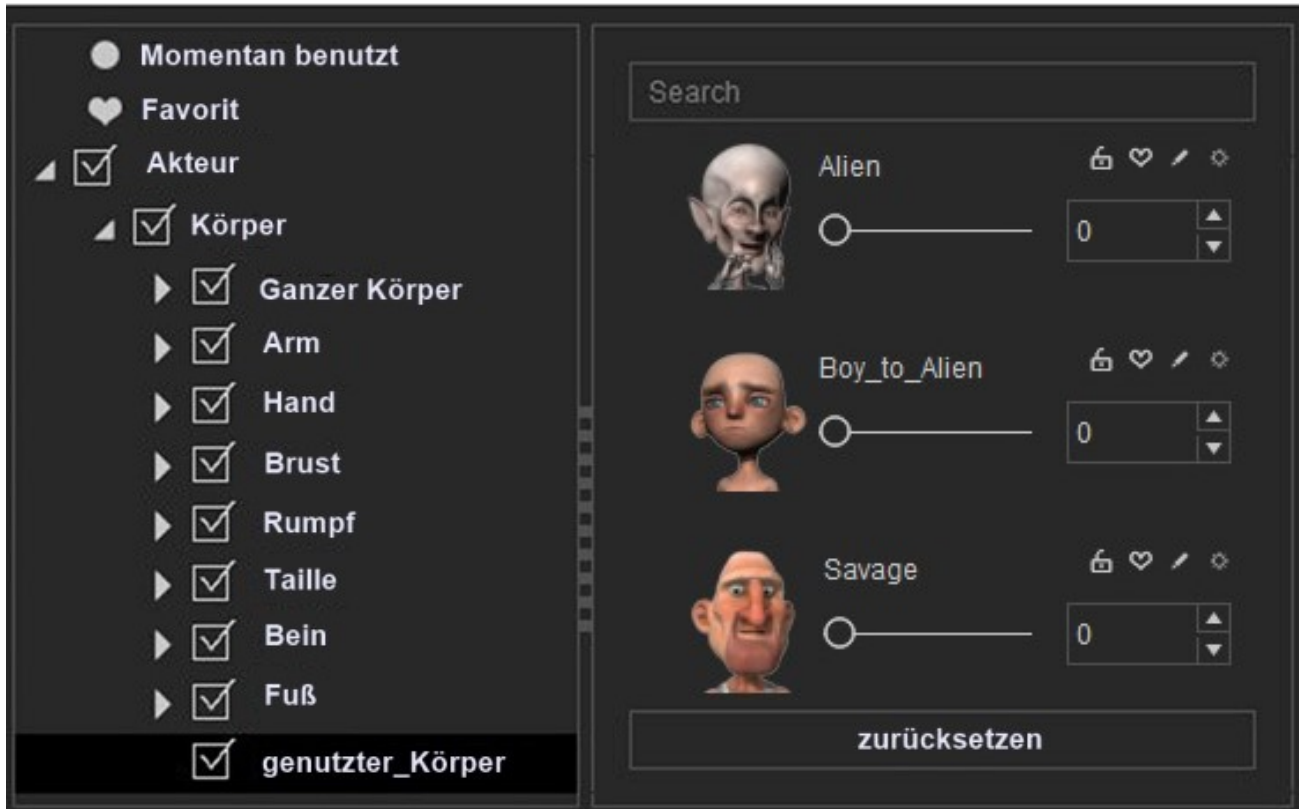 Momentan benutzt
Favorit
Akteur
Körper
Ganzer Körper
Arm
Hand
Brust
Rumpf
Taille
Bein
Fuß
genutzter_Körper
Search
Alien
0
Boy_to_Alien
0
Savage
0
zurücksetzen